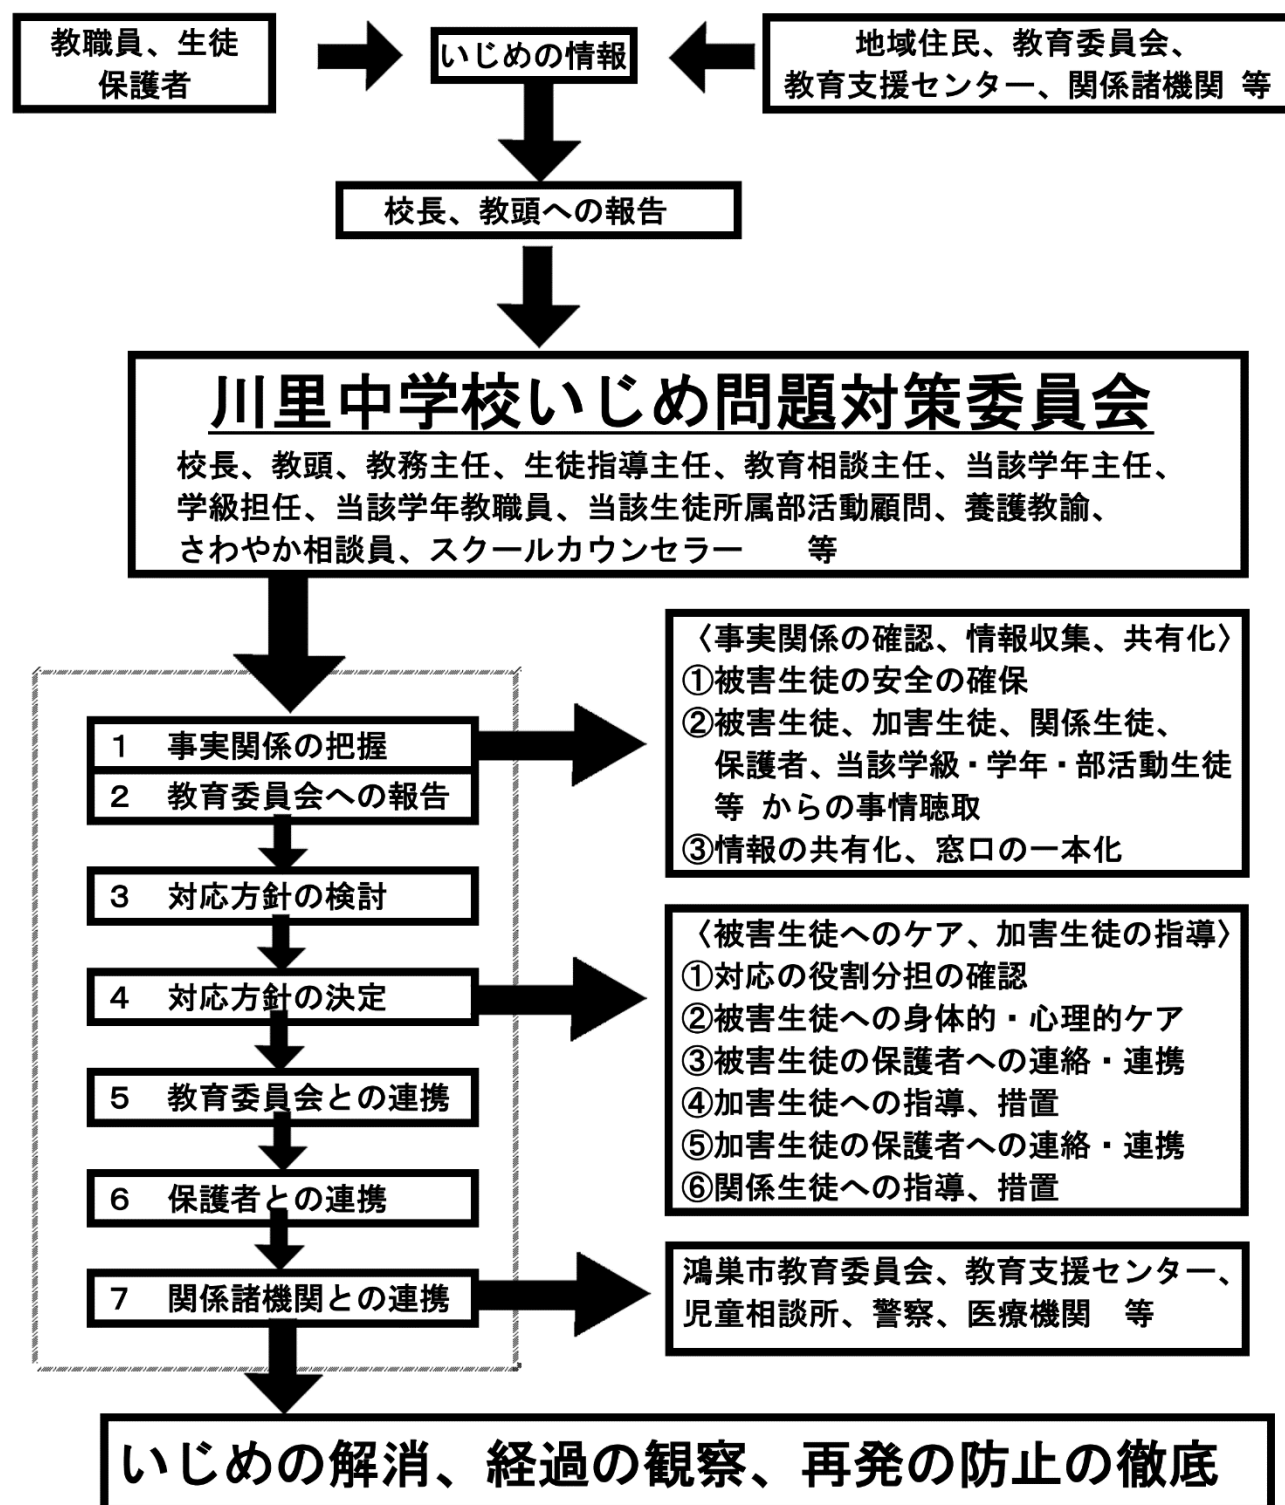 教職員、生徒
保護者
いじめの情報
地域住民、教育委員会、
教育支援センター、関係諸機関 等
校長、教頭への報告
川里中学校いじめ問題対策委員会
校長、教頭、教務主任、生徒指導主任、教育相談主任、当該学年主任、
学級担任、当該学年教職員、当該生徒所属部活動顧問、養護教諭、
さわやか相談員、スクールカウンセラー　　等
1　事実関係の把握
2　教育委員会への報告
3　対応方針の検討
4　対応方針の決定
5　教育委員会との連携
6　保護者との連携
7　関係諸機関との連携
〈事実関係の確認、情報収集、共有化〉
①被害生徒の安全の確保
②被害生徒、加害生徒、関係生徒、
保護者、当該学級・学年・部活動生徒
等 からの事情聴取
③情報の共有化、窓口の一本化
〈被害生徒へのケア、加害生徒の指導〉
①対応の役割分担の確認
②被害生徒への身体的・心理的ケア
③被害生徒の保護者への連絡・連携
④加害生徒への指導、措置
⑤加害生徒の保護者への連絡・連携
⑥関係生徒への指導、措置
鴻巣市教育委員会、教育支援センター、
児童相談所、警察、医療機関　等
いじめの解消、経過の観察、再発の防止の徹底